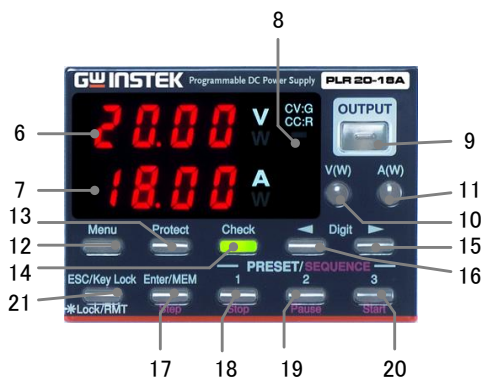 8
GWINSTEK Programmable DC Power Supply PLR 20-18A
6 20.00 V CV:G OUTPUT
W CC:R
9
7 18.00 A V(W) A(W) 11
W
10
13
12 Menu Protect Check ◄ Digit ► 15
14 16
PRESET/SEQUENCE
21 ESC/Key Lock Enter/MEM 1 2 3
*Lock/RMT Step Stop Pause Start
17 18 19 20